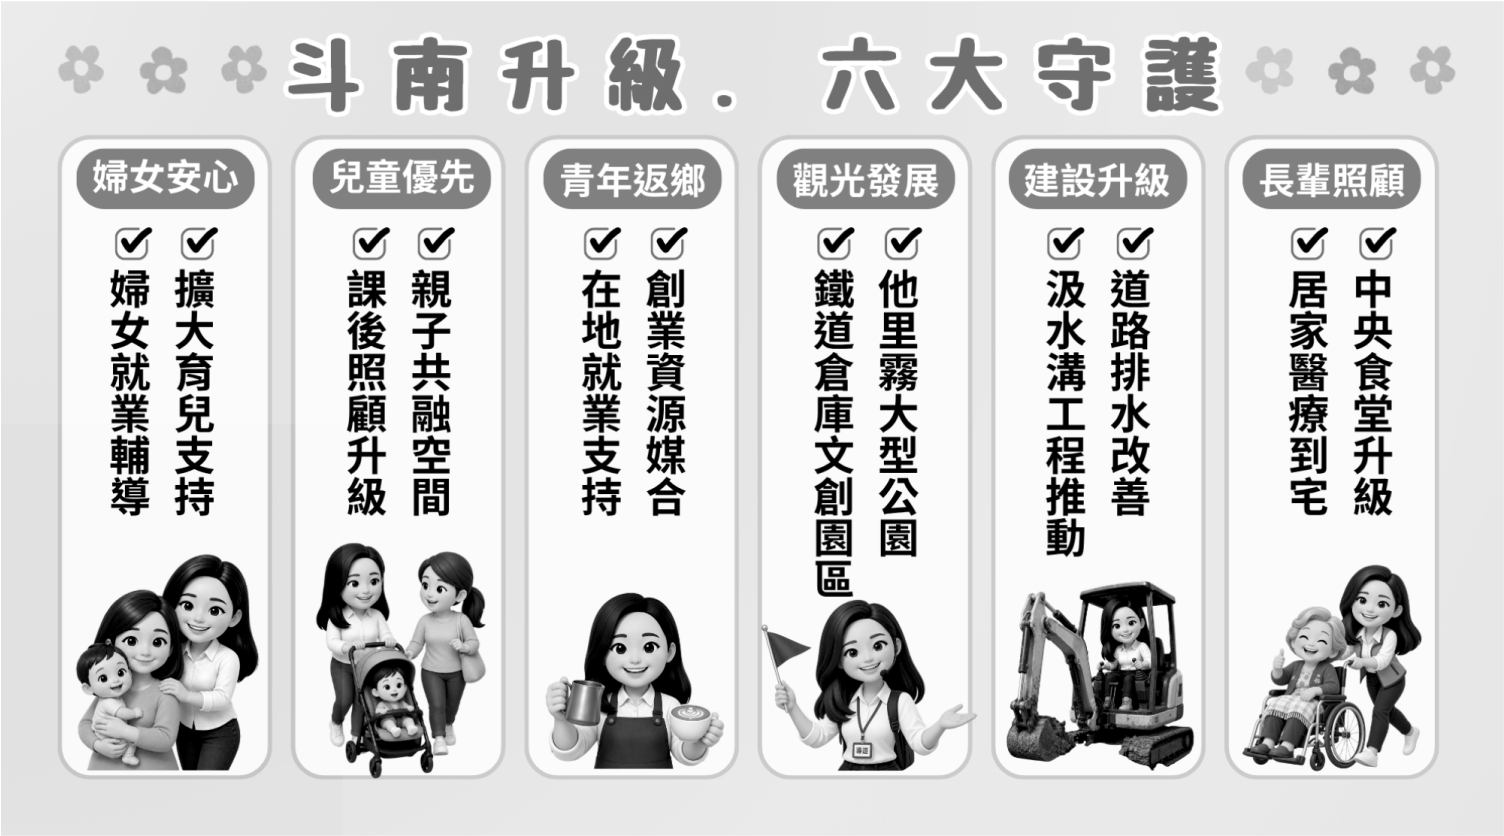 斗南升級. 六大守護
婦女安心
擴大育兒支持
婦女就業輔導
兒童優先
親子共融空間
課後照顧升級
青年返鄉
創業資源媒合
在地就業支持
觀光發展
他里霧大型公園
鐵道倉庫文創園區
導遊
建設升級
道路排水改善
汲水溝工程推動
長輩照顧
中央食堂升級
居家醫療到宅